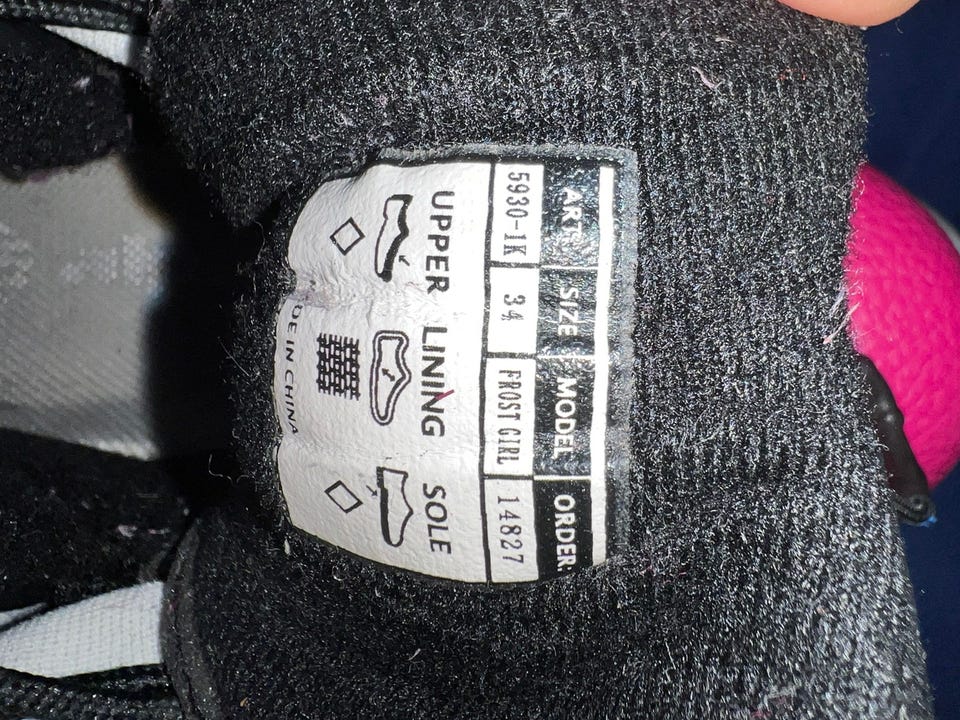 ART. SIZE MODEL ORDER.
5930-1K 34 FROST GIRL 14827
UPPER LINING SOLE
DE IN CHINA